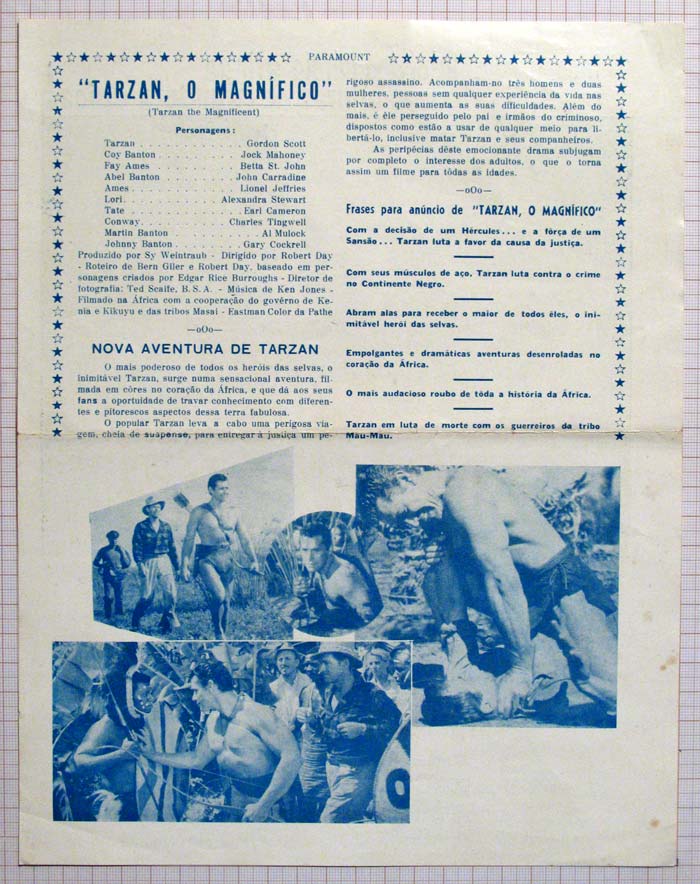 PARAMOUNT
"TARZAN, O MAGNÍFICO"
(Tarzan the Magnificent)
Personagens:
Tarzan . . . . . . . . . . . Gordon Scott
Coy Banton . . . . . . . . . Jock Mahoney
Fay Ames . . . . . . . . . . Betta St. John
Abel Banton . . . . . . . . John Carradine
Ames . . . . . . . . . . . . Lionel Jeffries
Lori. . . . . . . . . . . Alexandra Stewart
Tate . . . . . . . . . . . . Earl Cameron
Conway. . . . . . . . . . Charles Tingwell
Martin Banton . . . . . . . . Al Mulock
Johnny Banton . . . . . . . Gary Cockrell
Produzido por Sy Weintraub - Dirigido por Robert Day
- Roteiro de Bern Giler e Robert Day, baseado em per-
sonagens criados por Edgar Rice Burroughs - Diretor de
fotografia: Ted Scaife, B. S. A. - Música de Ken Jones -
Filmado na África com a cooperação do govêrno de Ke-
nia e Kikuyu e das tribos Masai - Eastman Color da Pathe
—oOo—
NOVA AVENTURA DE TARZAN
O mais poderoso de todos os heróis das selvas, o
inimitável Tarzan, surge numa sensacional aventura, fil-
mada em côres no coração da África, e que dá aos seus
fans a oportuidade de travar conhecimento com diferen-
tes e pitorescos aspectos dessa terra fabulosa.
O popular Tarzan leva a cabo uma perigosa via-
gem, cheia de suspense, para entregar à justiça um pe-
rigoso assassino. Acompanham-no três homens e duas
mulheres, pessoas sem qualquer experiência da vida nas
selvas, o que aumenta as suas dificuldades. Além do
mais, é êle perseguido pelo pai e irmãos do criminoso,
dispostos como estão a usar de qualquer meio para li-
bertá-lo, inclusive matar Tarzan e seus companheiros.
As peripécias dêste emocionante drama subjugam
por completo o interesse dos adultos, o que o torna
assim um filme para tôdas as idades.
—oOo—
Frases para anúncio de "TARZAN, O MAGNÍFICO"
Com a decisão de um Hércules... e a fôrça de um
Sansão... Tarzan luta a favor da causa da justiça.
Com seus músculos de aço, Tarzan luta contra o crime
no Continente Negro.
Abram alas para receber o maior de todos êles, o ini-
mitável herói das selvas.
Empolgantes e dramáticas aventuras desenroladas no
coração da África.
O mais audacioso roubo de tôda a história da África.
Tarzan em luta de morte com os guerreiros da tribo
Mau-Mau.